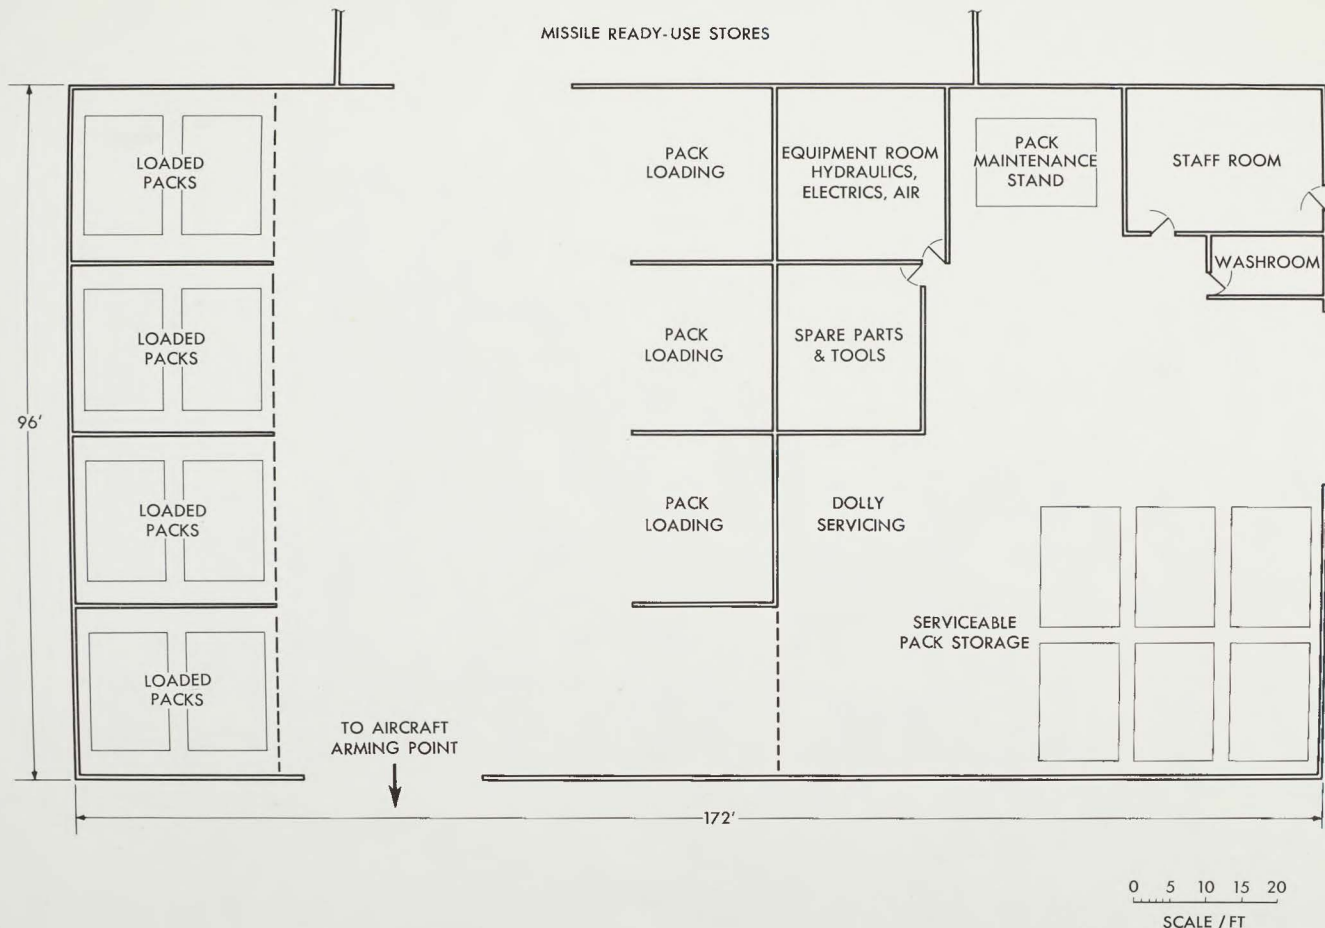 MISSILE READY-USE STORES
LOADED
PACKS
PACK
LOADING
EQUIPMENT ROOM
HYDRAULICS,
ELECTRICS, AIR
PACK
MAINTENANCE
STAND
STAFF ROOM
WASHROOM
LOADED
PACKS
PACK
LOADING
SPARE PARTS
& TOOLS
96'
LOADED
PACKS
PACK
LOADING
DOLLY
SERVICING
SERVICEABLE
PACK STORAGE
LOADED
PACKS
TO AIRCRAFT
ARMING POINT
172'
0 5 10 15 20
SCALE / FT